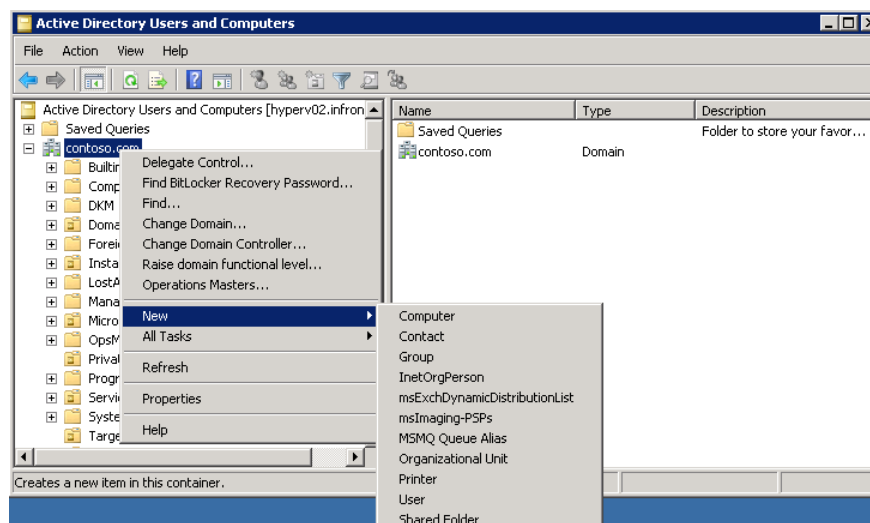 Active Directory Users and Computers
File Action View Help
Active Directory Users and Computers [hyperv02.infron
Saved Queries
contoso.com
Builtin
Comp
DKM
Doma
Forei
Insta
LostA
Mana
Micro
OpsM
Privat
Progr
Servi
Syste
Targe
Delegate Control...
Find BitLocker Recovery Password...
Find...
Change Domain...
Change Domain Controller...
Raise domain functional level...
Operations Masters...
New
All Tasks
Refresh
Properties
Help
Computer
Contact
Group
InetOrgPerson
msExchDynamicDistributionList
msImaging-PSPs
MSMQ Queue Alias
Organizational Unit
Printer
User
Shared Folder
Name Type Description
Saved Queries Folder to store your favor...
contoso.com Domain
Creates a new item in this container.